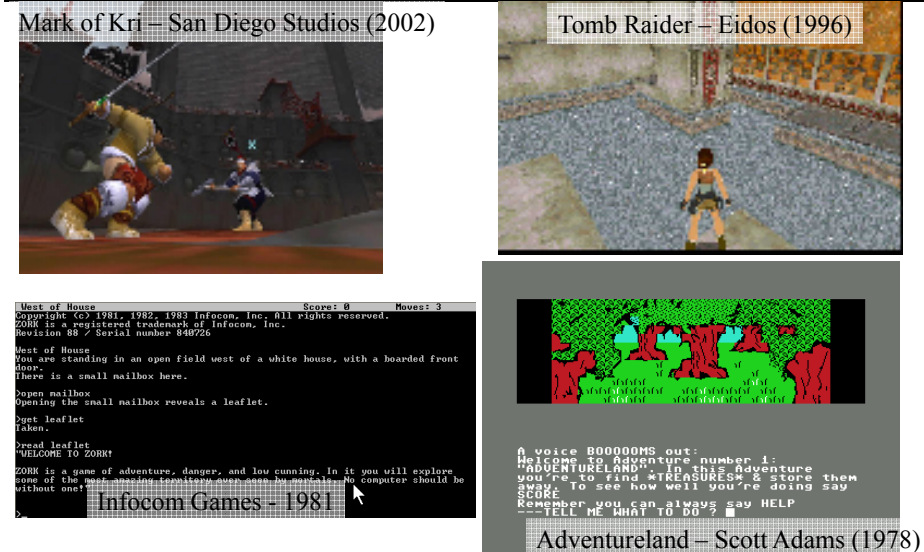 Mark of Kri – San Diego Studios (2002)
Tomb Raider – Eidos (1996)
West of House Score: 0 Moves: 3
Copyright (c) 1981, 1982, 1983 Infocom, Inc. All rights reserved.
ZORK is a registered trademark of Infocom, Inc.
Revision 88 / Serial number 840726
West of House
You are standing in an open field west of a white house, with a boarded front
door.
There is a small mailbox here.
>open mailbox
Opening the small mailbox reveals a leaflet.
>get leaflet
Taken.
>read leaflet
"WELCOME TO ZORK!
ZORK is a game of adventure, danger, and low cunning. In it you will explore
some of the most amazing territory ever seen by mortals. No computer should be
without one!"
>_
Infocom Games - 1981
A voice BOOOOOMS out:
Welcome to Adventure number 1:
"ADVENTURELAND". In this Adventure
you're to find *TREASURES* & store them
away. To see how well you're doing say
SCORE
Remember you can always say HELP
---TELL ME WHAT TO DO ?
Adventureland – Scott Adams (1978)